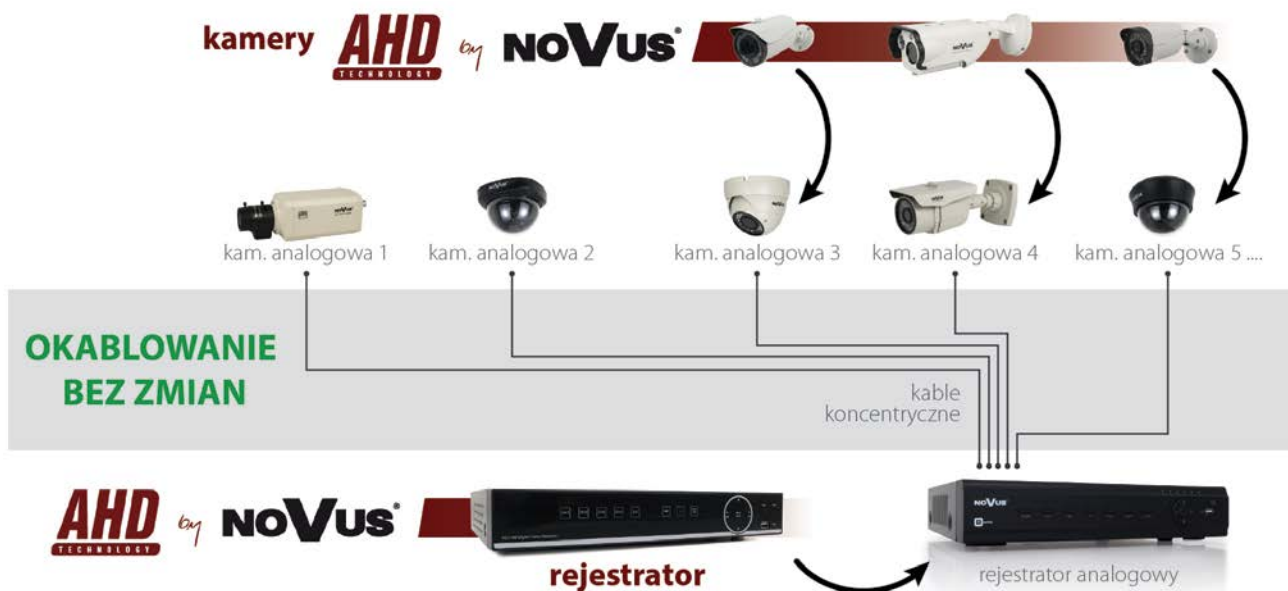 kamery AHD TECHNOLOGY by NOVUS®
kam. analogowa 1
kam. analogowa 2
kam. analogowa 3
kam. analogowa 4
kam. analogowa 5 ....
OKABLOWANIE
BEZ ZMIAN
kable
koncentryczne
AHD TECHNOLOGY by NOVUS®
NOVUS
rejestrator
rejestrator analogowy